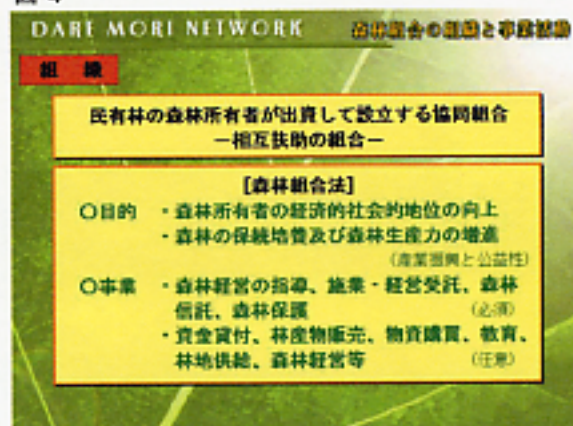 図4
DARE MORI NETWORK 森林組合の組織と事業活動
組 織
民有林の森林所有者が出資して設立する協同組合
－相互扶助の組合－
[森林組合法]
〇目的 ・森林所有者の経済的社会的地位の向上
・森林の保続培養及び森林生産力の増進
(産業振興と公益性)
〇事業 ・森林経営の指導、施業・経営受託、森林
信託、森林保護 (必須)
・資金貸付、林産物販売、物資購買、教育、
林地供給、森林経営等 (任意)